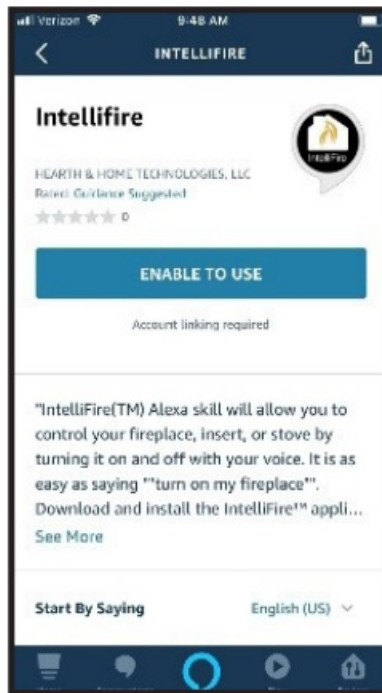 Verizon 9:48 AM
INTELLIFIRE
Intellifire
IntelliFire
HEARTH & HOME TECHNOLOGIES, LLC
Rated: Guidance Suggested
0
ENABLE TO USE
Account linking required
"IntelliFire(TM) Alexa skill will allow you to
control your fireplace, insert, or stove by
turning it on and off with your voice. It is as
easy as saying ""turn on my fireplace"".
Download and install the IntelliFire™ appli...
See More
Start By Saying English (US)